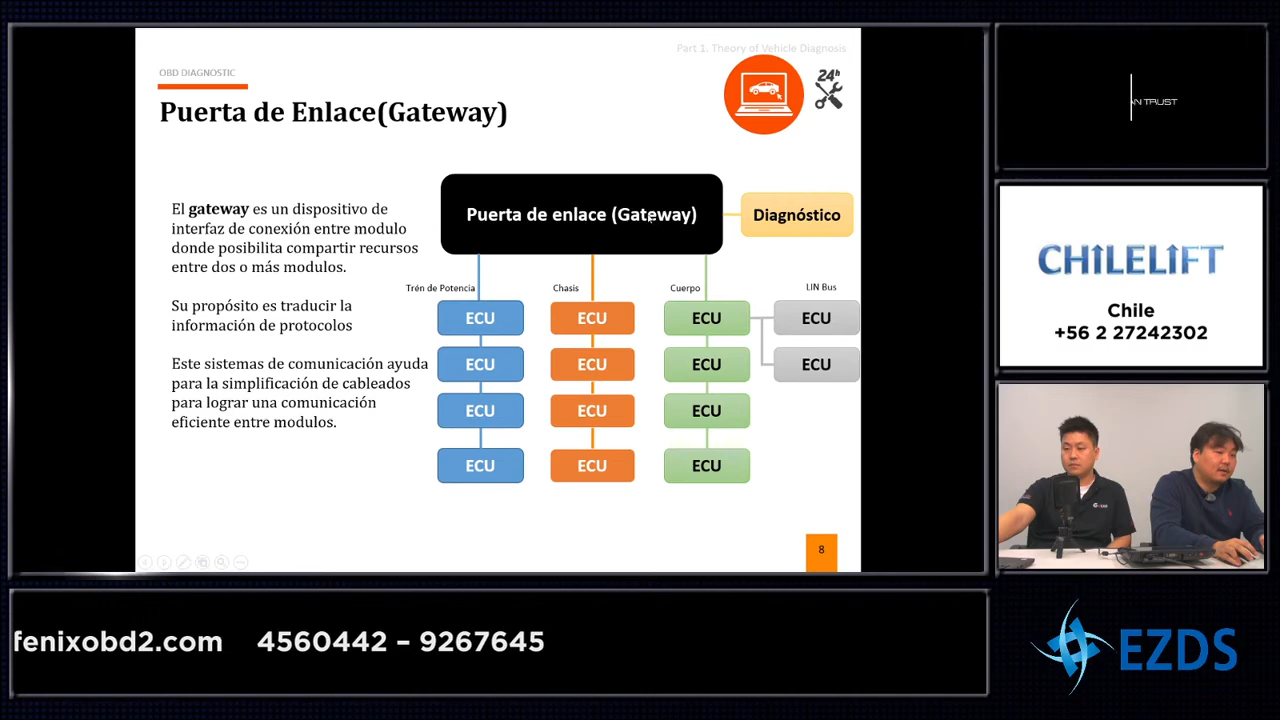 Part 1. Theory of Vehicle Diagnosis
OBD DIAGNOSTIC
24h
Puerta de Enlace(Gateway)
El gateway es un dispositivo de
interfaz de conexión entre modulo
donde posibilita compartir recursos
entre dos o más modulos.
Su propósito es traducir la
información de protocolos
Este sistemas de comunicación ayuda
para la simplificación de cableados
para lograr una comunicación
eficiente entre modulos.
Puerta de enlace (Gateway)
Diagnóstico
Trén de Potencia
Chasis
Cuerpo
LIN Bus
ECU ECU ECU ECU
ECU ECU ECU ECU
ECU ECU ECU
ECU ECU ECU
8
N TRUST
CHILELIFT
Chile
+56 2 27242302
fenixobd2.com 4560442 – 9267645
EZDS